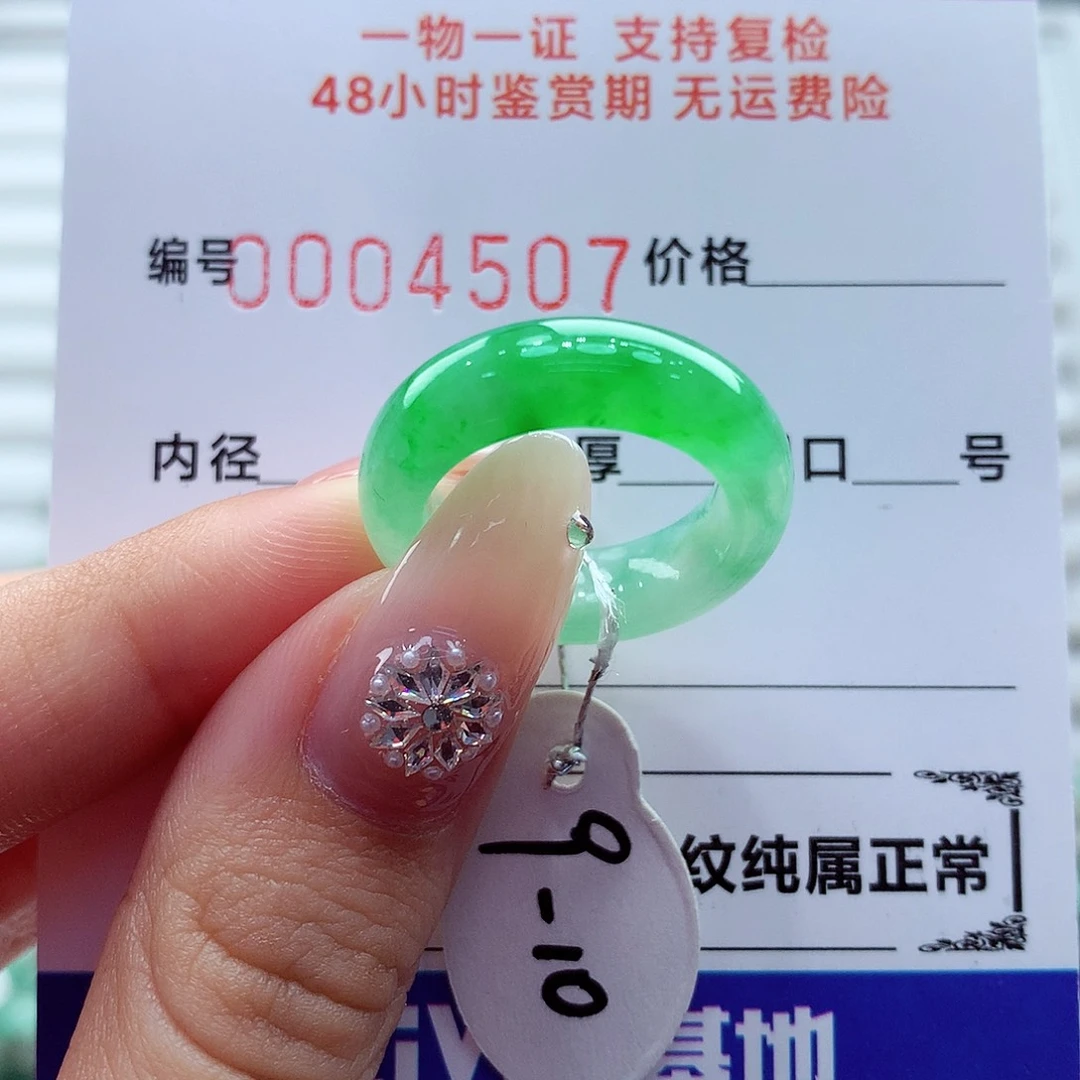 一物一证 支持复检
48小时鉴赏期 无运费险
编号0004507 价格
内径 厚 口 号
纹纯属正常
9-10
基地